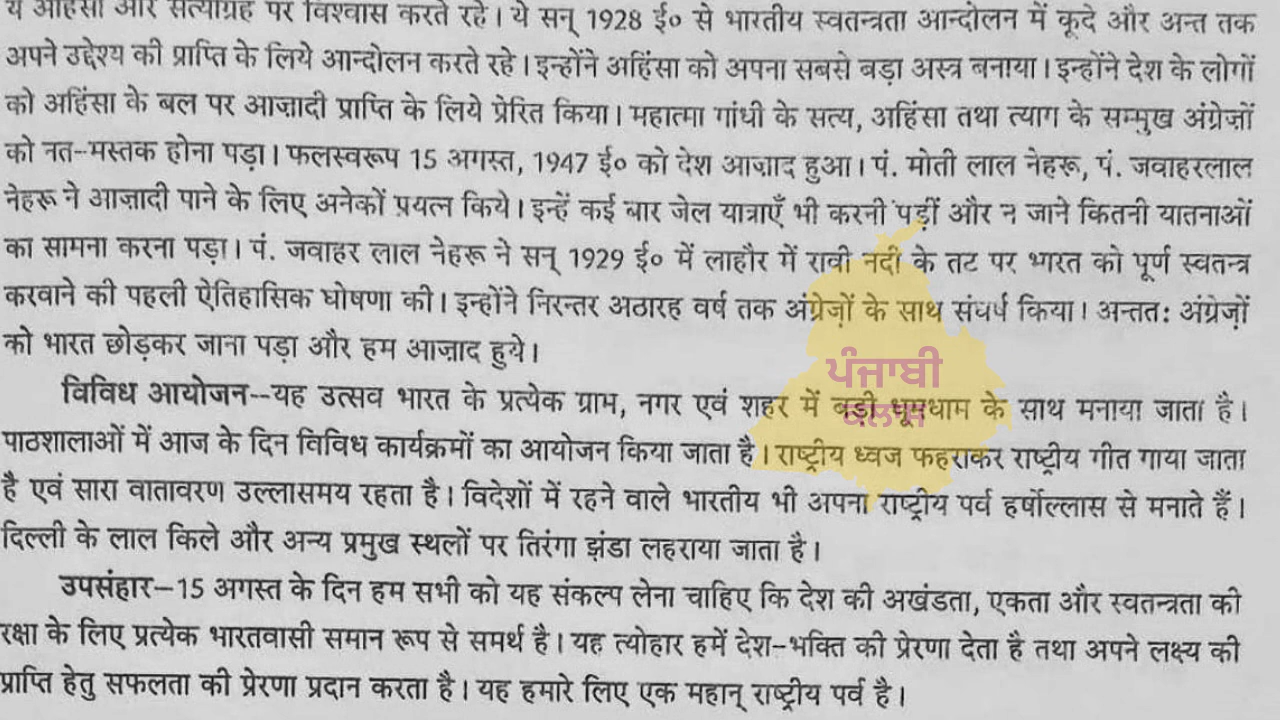 ये अहिंसा और सत्याग्रह पर विश्वास करते रहे। ये सन् 1928 ई० से भारतीय स्वतन्त्रता आन्दोलन में कूदे और अन्त तक
अपने उद्देश्य की प्राप्ति के लिये आन्दोलन करते रहे। इन्होंने अहिंसा को अपना सबसे बड़ा अस्त्र बनाया। इन्होंने देश के लोगों
को अहिंसा के बल पर आज़ादी प्राप्ति के लिये प्रेरित किया। महात्मा गांधी के सत्य, अहिंसा तथा त्याग के सम्मुख अंग्रेज़ों
को नत-मस्तक होना पड़ा। फलस्वरूप 15 अगस्त, 1947 ई० को देश आज़ाद हुआ। पं. मोती लाल नेहरू, पं. जवाहरलाल
नेहरू ने आज़ादी पाने के लिए अनेकों प्रयत्न किये। इन्हें कई बार जेल यात्राएँ भी करनी पड़ीं और न जाने कितनी यातनाओं
का सामना करना पड़ा। पं. जवाहर लाल नेहरू ने सन् 1929 ई० में लाहौर में रावी नदी के तट पर भारत को पूर्ण स्वतन्त्र
करवाने की पहली ऐतिहासिक घोषणा की। इन्होंने निरन्तर अठारह वर्ष तक अंग्रेज़ों के साथ संघर्ष किया। अन्तत: अंग्रेज़ों
को भारत छोड़कर जाना पड़ा और हम आज़ाद हुये।
विविध आयोजन--यह उत्सव भारत के प्रत्येक ग्राम, नगर एवं शहर में बड़ी धूमधाम के साथ मनाया जाता है।
पाठशालाओं में आज के दिन विविध कार्यक्रमों का आयोजन किया जाता है। राष्ट्रीय ध्वज फहराकर राष्ट्रीय गीत गाया जाता
है एवं सारा वातावरण उल्लासमय रहता है। विदेशों में रहने वाले भारतीय भी अपना राष्ट्रीय पर्व हर्षोल्लास से मनाते हैं।
दिल्ली के लाल किले और अन्य प्रमुख स्थलों पर तिरंगा झंडा लहराया जाता है।
उपसंहार—15 अगस्त के दिन हम सभी को यह संकल्प लेना चाहिए कि देश की अखंडता, एकता और स्वतन्त्रता की
रक्षा के लिए प्रत्येक भारतवासी समान रूप से समर्थ है। यह त्योहार हमें देश-भक्ति की प्रेरणा देता है तथा अपने लक्ष्य की
प्राप्ति हेतु सफलता की प्रेरणा प्रदान करता है। यह हमारे लिए एक महान् राष्ट्रीय पर्व है।
ਪੰਜਾਬੀ